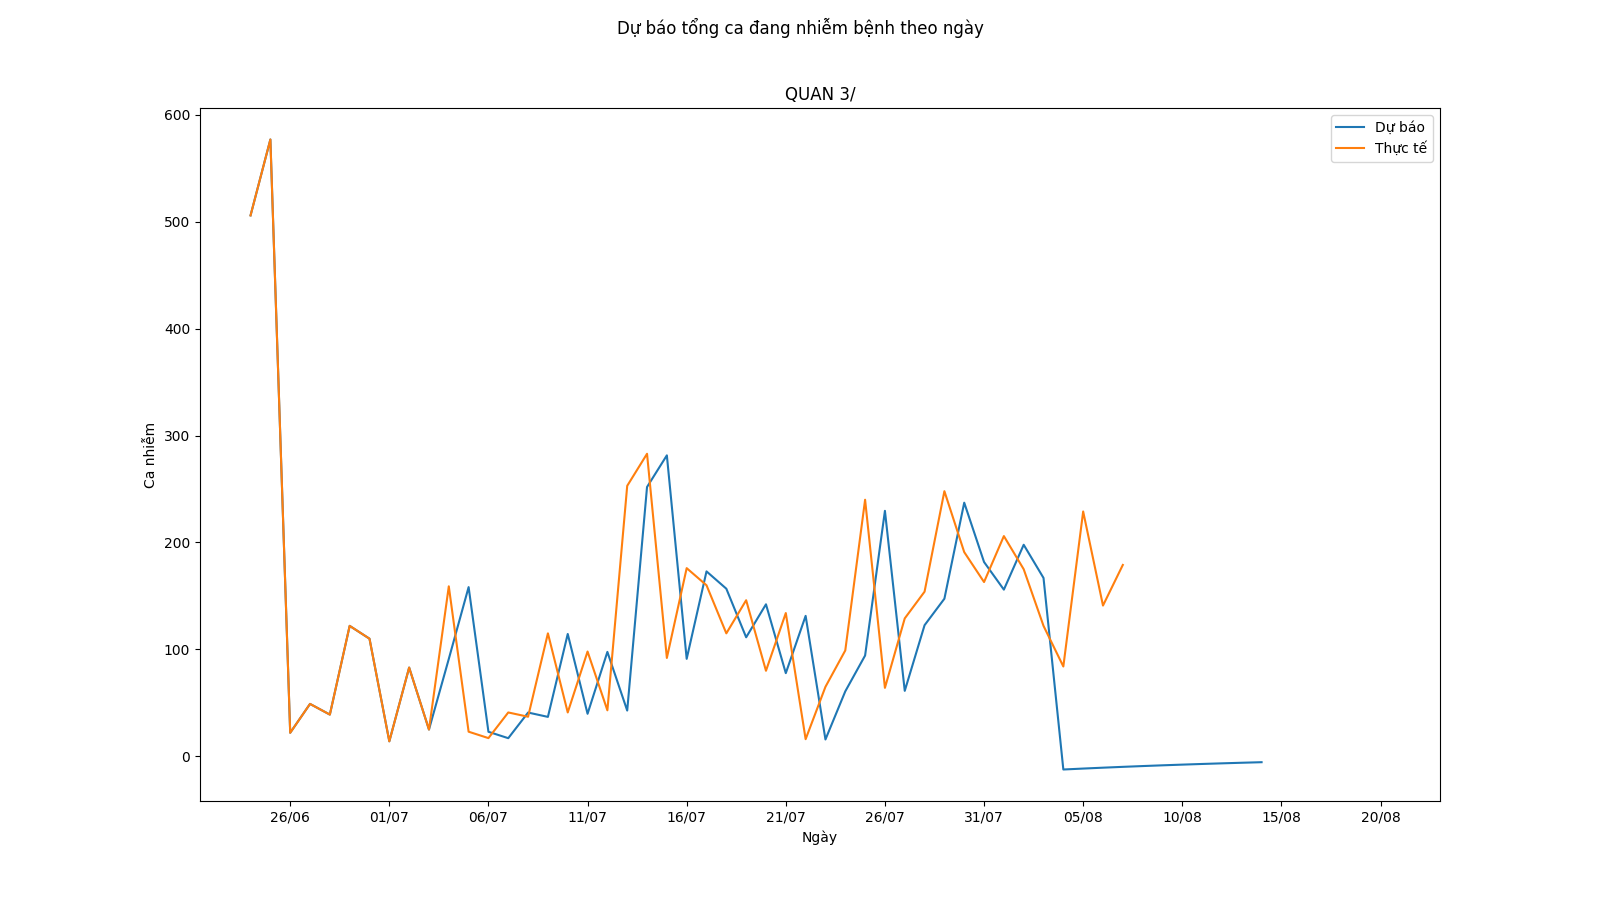 Dự báo tổng ca đang nhiễm bệnh theo ngày
QUAN 3/
Dự báo
Thực tế
Ca nhiễm
600
500
400
300
200
100
0
26/06 01/07 06/07 11/07 16/07 21/07 26/07 31/07 05/08 10/08 15/08 20/08
Ngày